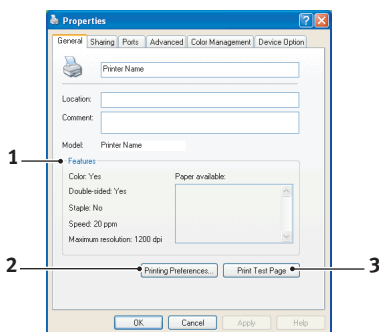 Properties
General Sharing Ports Advanced Color Management Device Option
Printer Name
Location:
Comment:
Model: Printer Name
1
Features
Color: Yes Paper available:
Double-sided: Yes
Staple: No
Speed: 20 ppm
Maximum resolution: 1200 dpi
2 Printing Preferences... Print Test Page 3
OK Cancel Apply Help